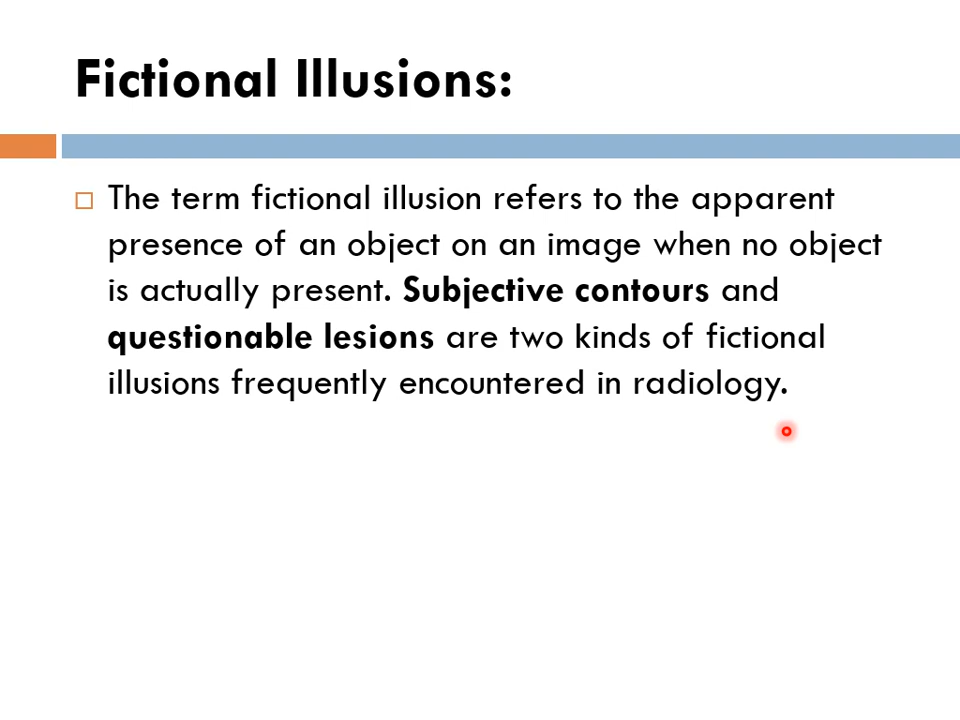 Fictional Illusions:
The term fictional illusion refers to the apparent
presence of an object on an image when no object
is actually present. Subjective contours and
questionable lesions are two kinds of fictional
illusions frequently encountered in radiology.